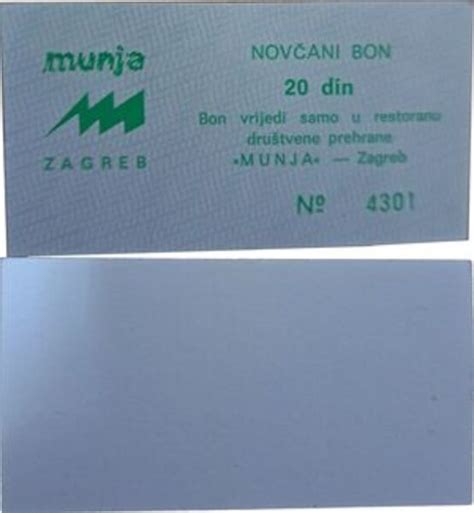 munja
ZAGREB
NOVČANI BON
20 din
Bon vrijedi samo u restoranu
društvene prehrane
»MUNJA« — Zagreb
Nº 4301